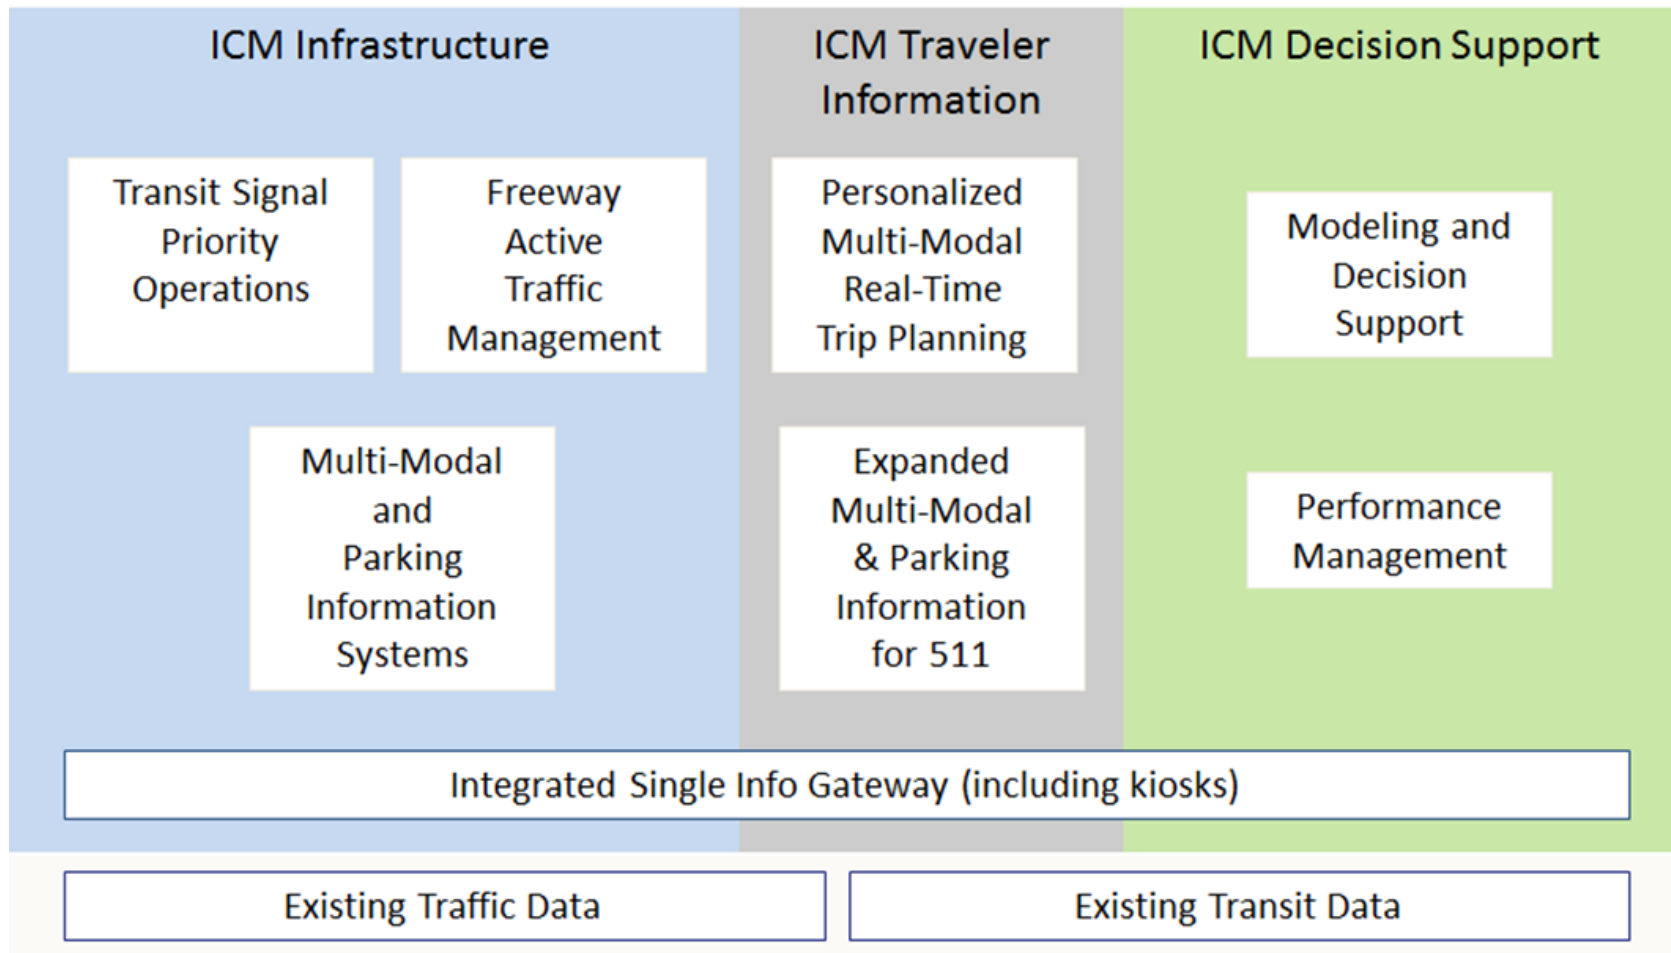 ICM Infrastructure
ICM Traveler
Information
ICM Decision Support
Transit Signal
Priority
Operations
Freeway
Active
Traffic
Management
Personalized
Multi-Modal
Real-Time
Trip Planning
Modeling and
Decision
Support
Multi-Modal
and
Parking
Information
Systems
Expanded
Multi-Modal
& Parking
Information
for 511
Performance
Management
Integrated Single Info Gateway (including kiosks)
Existing Traffic Data
Existing Transit Data